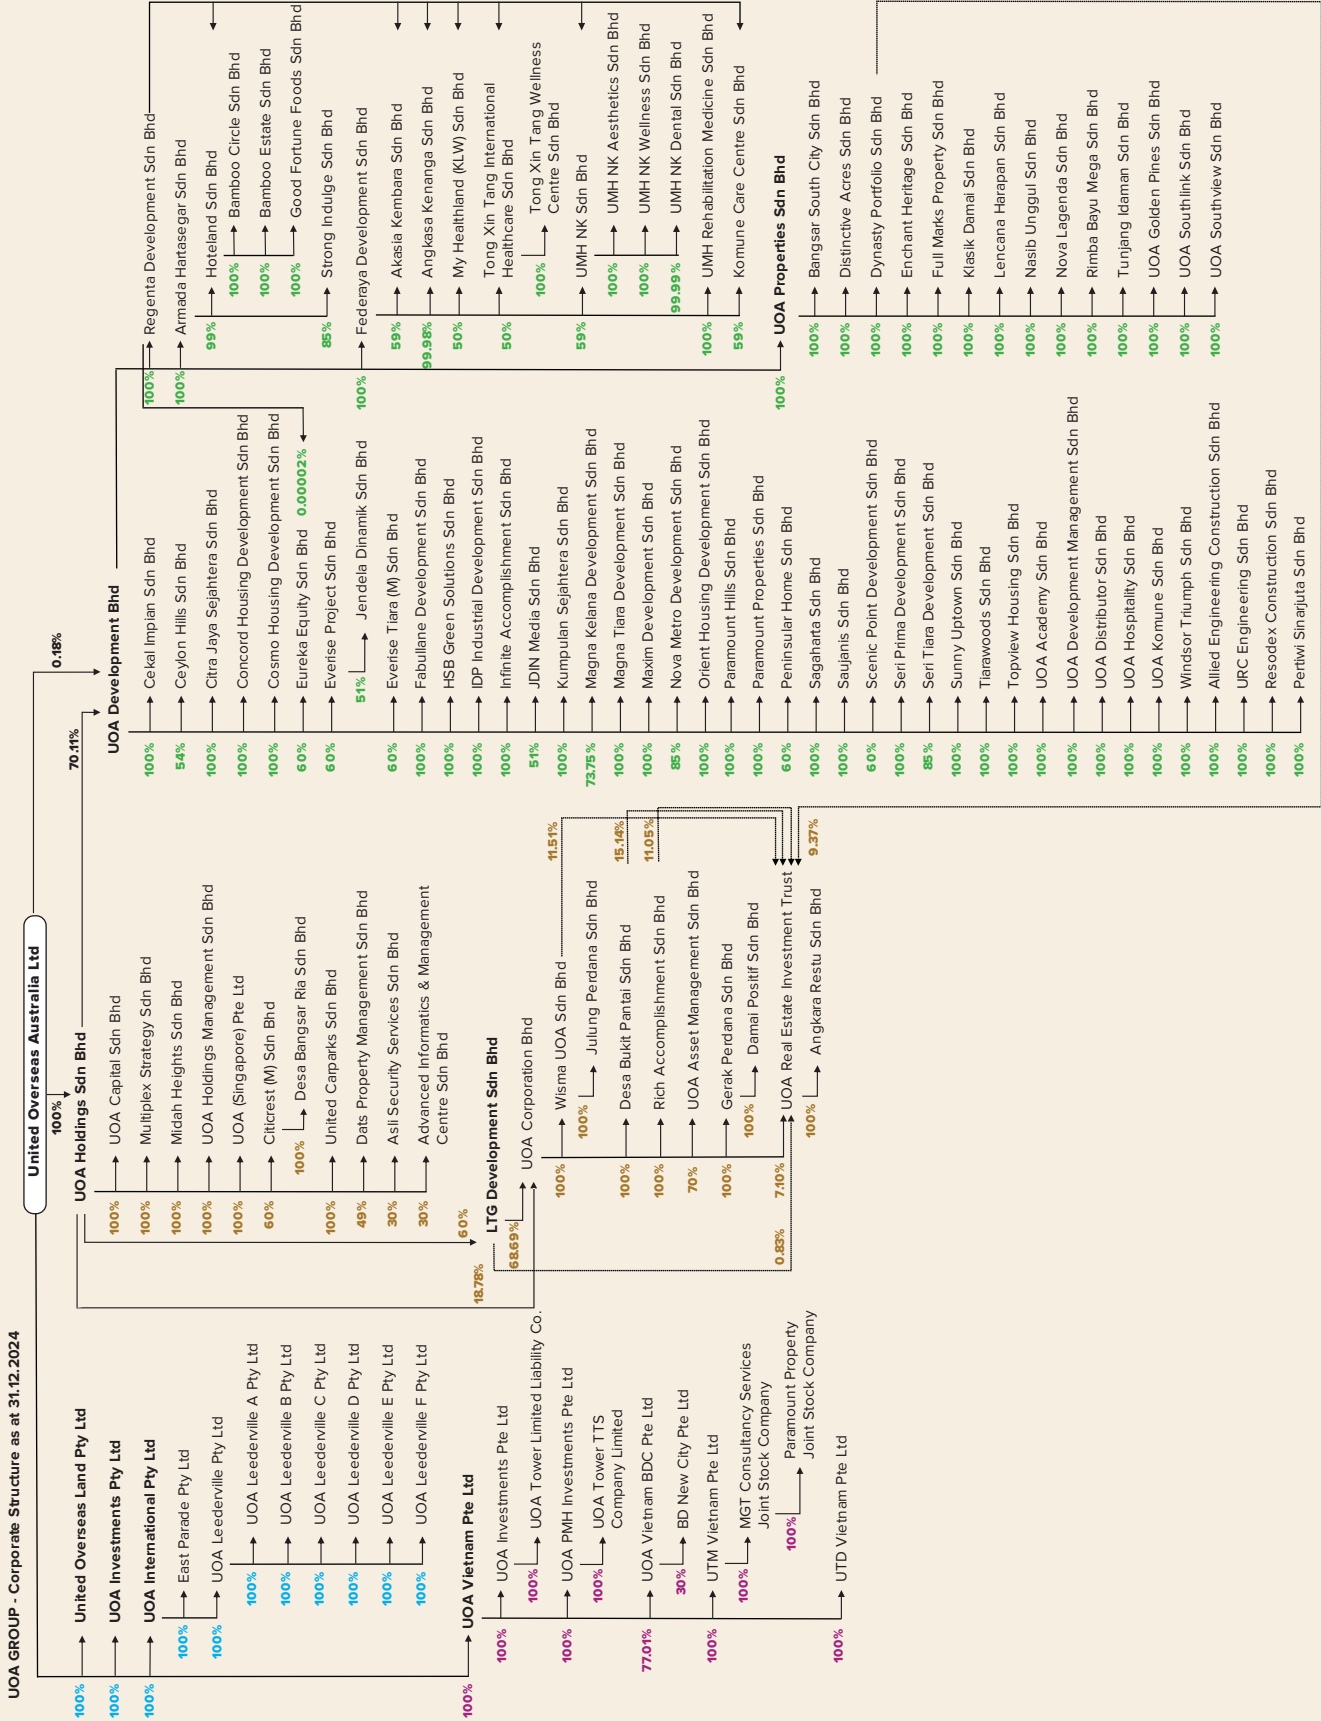 UOA GROUP - Corporate Structure as at 31.12.2024
United Overseas Australia Ltd
100%
United Overseas Land Pty Ltd
100%
UOA Investments Pty Ltd
100%
UOA International Pty Ltd
100%
East Parade Pty Ltd
100%
UOA Leederville Pty Ltd
100%
UOA Leederville A Pty Ltd
100%
UOA Leederville B Pty Ltd
100%
UOA Leederville C Pty Ltd
100%
UOA Leederville D Pty Ltd
100%
UOA Leederville E Pty Ltd
100%
UOA Leederville F Pty Ltd
100%
UOA Vietnam Pte Ltd
100%
UOA Investments Pte Ltd
100%
UOA Tower Limited Liability Co.
100%
UOA PMH Investments Pte Ltd
100%
UOA Tower TTS
Company Limited
77.01%
UOA Vietnam BDC Pte Ltd
30%
BD New City Pte Ltd
100%
UTM Vietnam Pte Ltd
100%
MGT Consultancy Services
Joint Stock Company
100%
Paramount Property
Joint Stock Company
100%
UTD Vietnam Pte Ltd
100%
UOA Holdings Sdn Bhd
100%
UOA Capital Sdn Bhd
100%
Multiplex Strategy Sdn Bhd
100%
Midah Heights Sdn Bhd
100%
UOA Holdings Management Sdn Bhd
100%
UOA (Singapore) Pte Ltd
60%
Citicrest (M) Sdn Bhd
100%
Desa Bangsar Ria Sdn Bhd
100%
United Carparks Sdn Bhd
49%
Dats Property Management Sdn Bhd
30%
Asli Security Services Sdn Bhd
30%
Advanced Informatics & Management
Centre Sdn Bhd
60%
18.78%
LTG Development Sdn Bhd
68.69%
UOA Corporation Bhd
100%
Wisma UOA Sdn Bhd
11.51%
100%
Julung Perdana Sdn Bhd
100%
Desa Bukit Pantai Sdn Bhd
15.14%
100%
Rich Accomplishment Sdn Bhd
11.05%
70%
UOA Asset Management Sdn Bhd
100%
Gerak Perdana Sdn Bhd
100%
Damai Positif Sdn Bhd
0.83%
7.10%
UOA Real Estate Investment Trust
9.37%
100%
Angkara Restu Sdn Bhd
0.18%
70.11%
UOA Development Bhd
100%
Cekal Impian Sdn Bhd
54%
Ceylon Hills Sdn Bhd
100%
Citra Jaya Sejahtera Sdn Bhd
100%
Concord Housing Development Sdn Bhd
100%
Cosmo Housing Development Sdn Bhd
60%
Eureka Equity Sdn Bhd
0.00002%
60%
Everise Project Sdn Bhd
51%
Jendela Dinamik Sdn Bhd
60%
Everise Tiara (M) Sdn Bhd
100%
Fabullane Development Sdn Bhd
100%
HSB Green Solutions Sdn Bhd
100%
IDP Industrial Development Sdn Bhd
100%
Infinite Accomplishment Sdn Bhd
51%
JDIN Media Sdn Bhd
100%
Kumpulan Sejahtera Sdn Bhd
73.75%
Magna Kelana Development Sdn Bhd
100%
Magna Tiara Development Sdn Bhd
100%
Maxim Development Sdn Bhd
85%
Nova Metro Development Sdn Bhd
100%
Orient Housing Development Sdn Bhd
100%
Paramount Hills Sdn Bhd
100%
Paramount Properties Sdn Bhd
60%
Peninsular Home Sdn Bhd
100%
Sagaharta Sdn Bhd
100%
Saujanis Sdn Bhd
60%
Scenic Point Development Sdn Bhd
100%
Seri Prima Development Sdn Bhd
85%
Seri Tiara Development Sdn Bhd
100%
Sunny Uptown Sdn Bhd
100%
Tiarawoods Sdn Bhd
100%
Topview Housing Sdn Bhd
100%
UOA Academy Sdn Bhd
100%
UOA Development Management Sdn Bhd
100%
UOA Distributor Sdn Bhd
100%
UOA Hospitality Sdn Bhd
100%
UOA Komune Sdn Bhd
100%
Windsor Triumph Sdn Bhd
100%
Allied Engineering Construction Sdn Bhd
100%
URC Engineering Sdn Bhd
100%
Resodex Construction Sdn Bhd
100%
Pertiwi Sinarjuta Sdn Bhd
100%
Regenta Development Sdn Bhd
100%
Armada Hartasegar Sdn Bhd
99%
Hoteland Sdn Bhd
100%
Bamboo Circle Sdn Bhd
100%
Bamboo Estate Sdn Bhd
100%
Good Fortune Foods Sdn Bhd
85%
Strong Indulge Sdn Bhd
100%
Federaya Development Sdn Bhd
59%
Akasia Kembara Sdn Bhd
99.98%
Angkasa Kenanga Sdn Bhd
50%
My Healthland (KLW) Sdn Bhd
50%
Tong Xin Tang International
Healthcare Sdn Bhd
100%
Tong Xin Tang Wellness
Centre Sdn Bhd
59%
UMH NK Sdn Bhd
100%
UMH NK Aesthetics Sdn Bhd
100%
UMH NK Wellness Sdn Bhd
99.99%
UMH NK Dental Sdn Bhd
100%
UMH Rehabilitation Medicine Sdn Bhd
59%
Komune Care Centre Sdn Bhd
100%
UOA Properties Sdn Bhd
100%
Bangsar South City Sdn Bhd
100%
Distinctive Acres Sdn Bhd
100%
Dynasty Portfolio Sdn Bhd
100%
Enchant Heritage Sdn Bhd
100%
Full Marks Property Sdn Bhd
100%
Klasik Damai Sdn Bhd
100%
Lencana Harapan Sdn Bhd
100%
Nasib Unggul Sdn Bhd
100%
Nova Lagenda Sdn Bhd
100%
Rimba Bayu Mega Sdn Bhd
100%
Tunjang Idaman Sdn Bhd
100%
UOA Golden Pines Sdn Bhd
100%
UOA Southlink Sdn Bhd
100%
UOA Southview Sdn Bhd